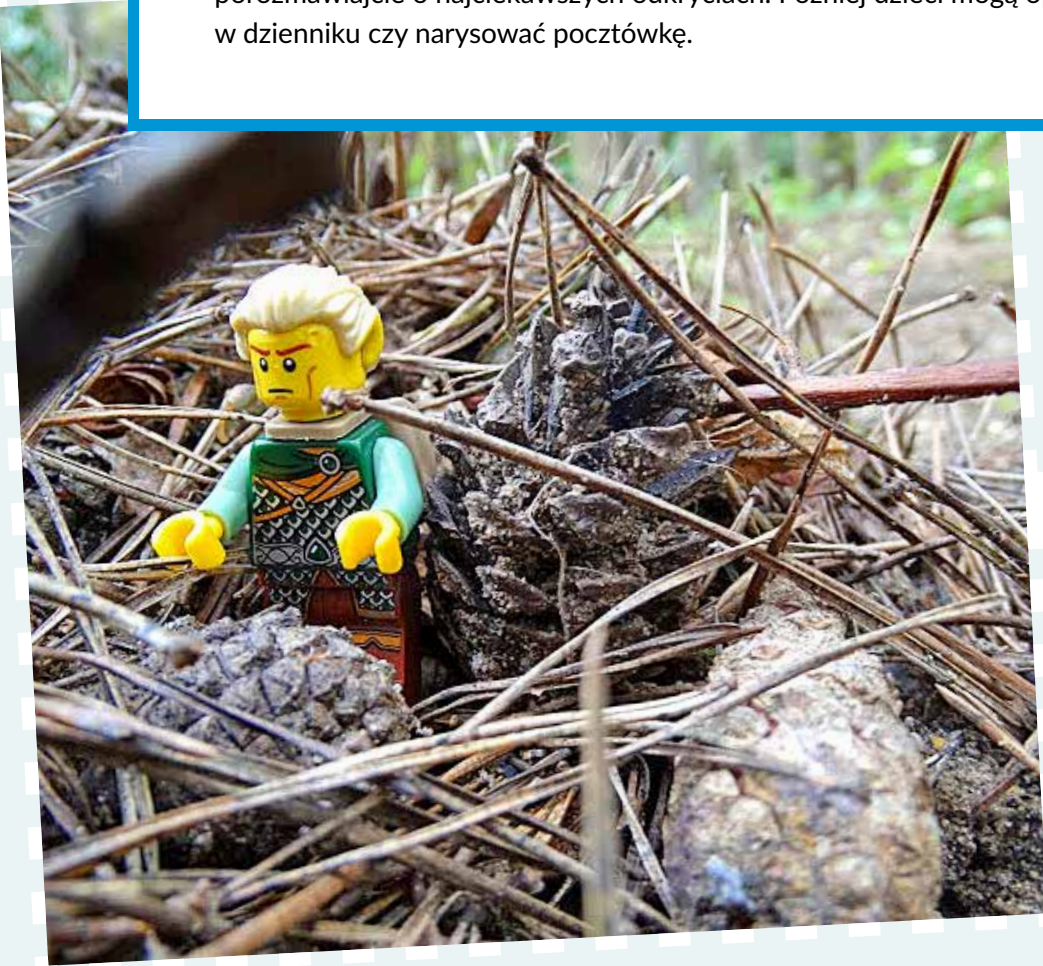 porozmawiajcie o najciekawszych odkryciach. Później dzieci mogą
w dzienniku czy narysować pocztówkę.